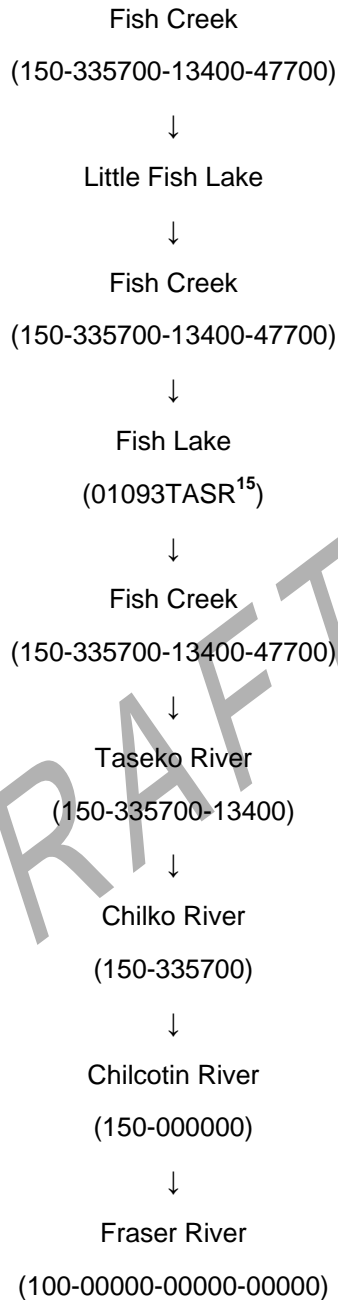 Fish Creek
(150-335700-13400-47700)
↓
Little Fish Lake
↓
Fish Creek
(150-335700-13400-47700)
↓
Fish Lake
(01093TASR15)
↓
Fish Creek
(150-335700-13400-47700)
↓
Taseko River
(150-335700-13400)
↓
Chilko River
(150-335700)
↓
Chilcotin River
(150-000000)
↓
Fraser River
(100-00000-00000-00000)
RAFT